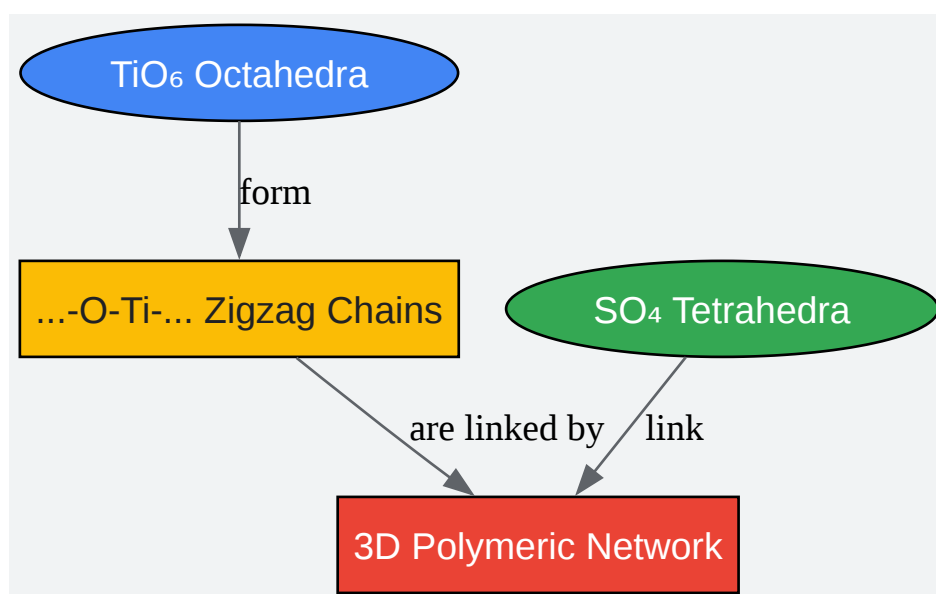 TiO₆ Octahedra
form
...-O-Ti-... Zigzag Chains
SO₄ Tetrahedra
are linked by
link
3D Polymeric Network